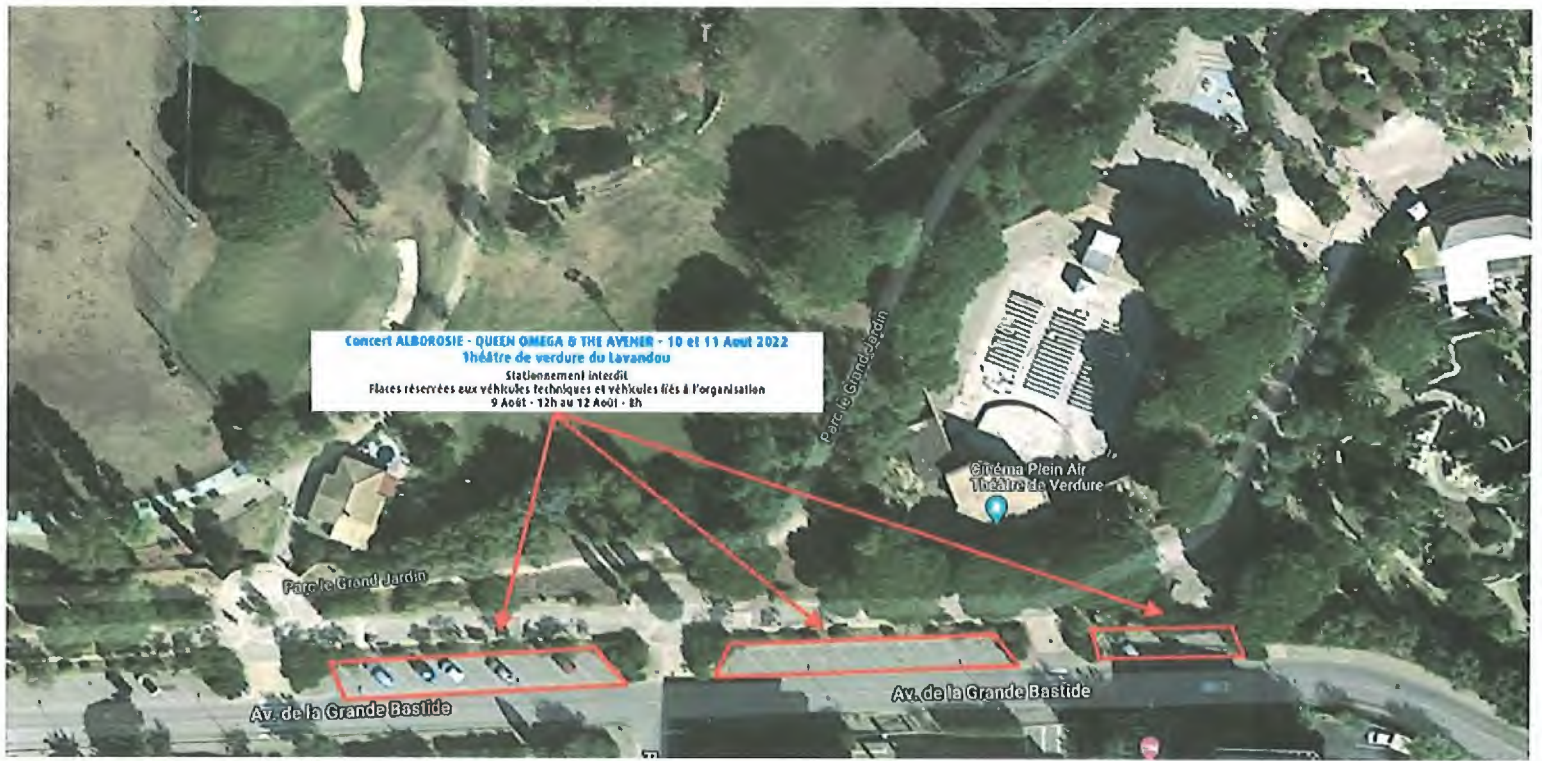 Concert ALBOROSIE - QUEEN OMEGA & THE AVENER - 10 et 11 Aout 2022
Théâtre de verdure du Lavandou
Stationnement interdit
Places réservées aux véhicules techniques et véhicules liés à l'organisation
9 Août - 12h au 12 Août - 8h
Parc le Grand Jardin
Cinéma Plein Air
Théâtre de Verdure
Parc le Grand Jardin
Av. de la Grande Bastide
Av. de la Grande Bastide